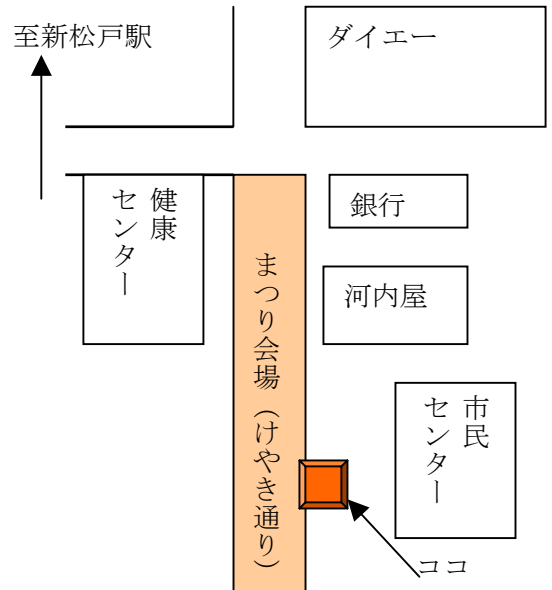 至新松戸駅
ダイエー
健康
センター
銀行
まつり会場（けやき通り）
河内屋
市民
センター
ココ